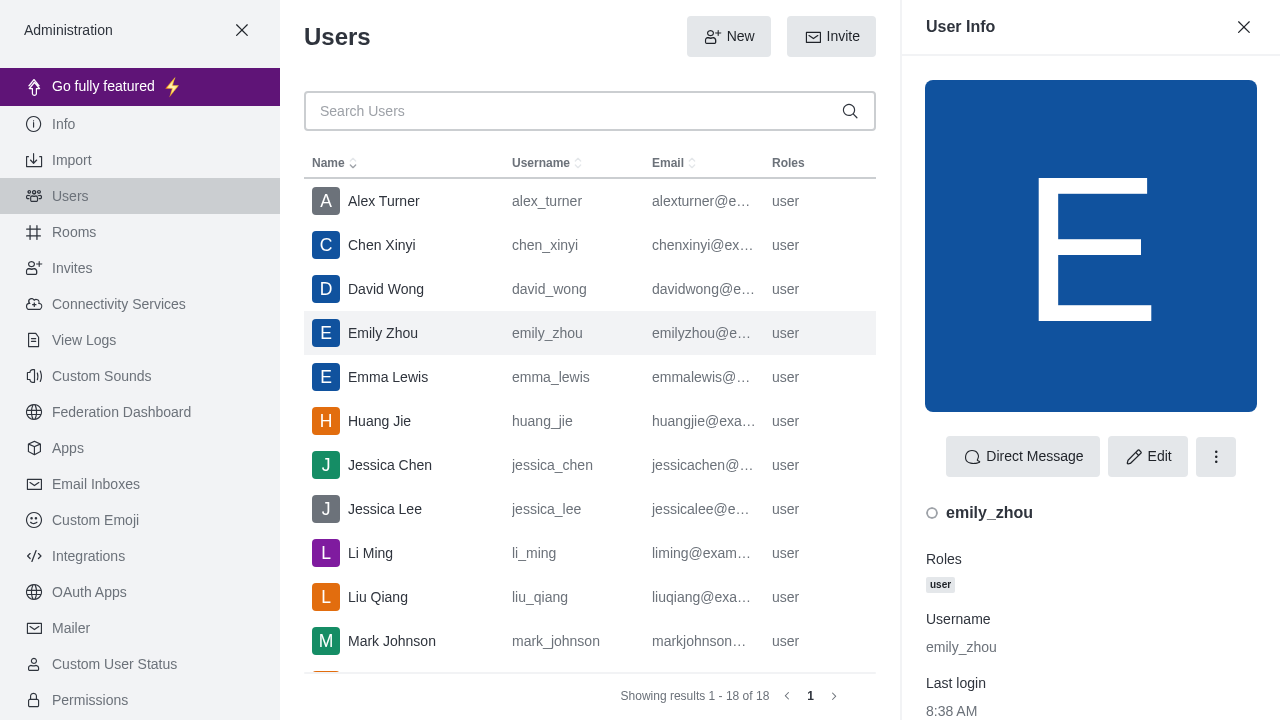 Administration
Go fully featured
Info
Import
Users
Rooms
Invites
Connectivity Services
View Logs
Custom Sounds
Federation Dashboard
Apps
Email Inboxes
Custom Emoji
Integrations
OAuth Apps
Mailer
Custom User Status
Permissions
Users
New
Invite
Search Users
Name Username Email Roles
A Alex Turner alex_turner alexturner@e… user
C Chen Xinyi chen_xinyi chenxinyi@ex… user
D David Wong david_wong davidwong@e… user
E Emily Zhou emily_zhou emilyzhou@e… user
E Emma Lewis emma_lewis emmalewis@… user
H Huang Jie huang_jie huangjie@exa… user
J Jessica Chen jessica_chen jessicachen@… user
J Jessica Lee jessica_lee jessicalee@e… user
L Li Ming li_ming liming@exam… user
L Liu Qiang liu_qiang liuqiang@exa… user
M Mark Johnson mark_johnson markjohnson… user
Showing results 1 - 18 of 18 1
User Info
E
Direct Message
Edit
emily_zhou
Roles
user
Username
emily_zhou
Last login
8:38 AM